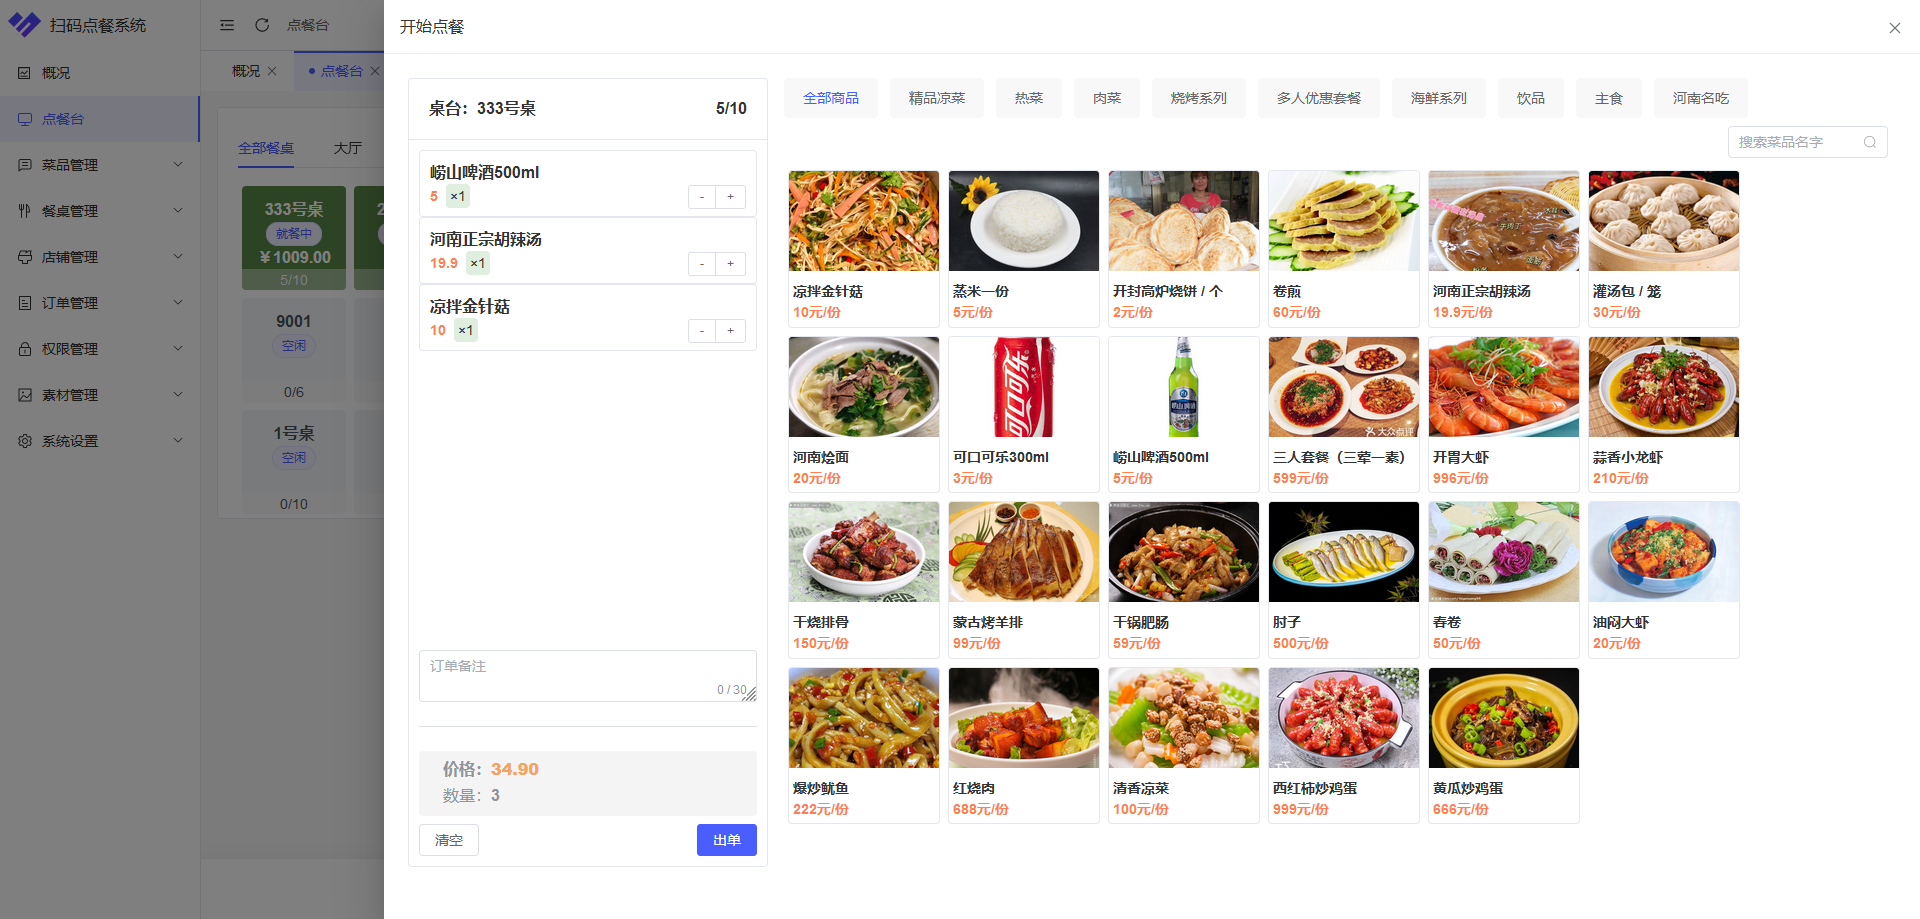 扫码点餐系统
概况
点餐台
菜品管理
餐桌管理
店铺管理
订单管理
权限管理
素材管理
系统设置
点餐台
概况
点餐台
全部餐桌
大厅
333号桌
就餐中
¥1009.00
5/10
2
9001
空闲
0/6
1号桌
空闲
0/10
开始点餐
桌台：333号桌
5/10
崂山啤酒500ml
5 ×1
- +
河南正宗胡辣汤
19.9 ×1
- +
凉拌金针菇
10 ×1
- +
订单备注
0 / 30
价格：34.90
数量：3
清空
出单
全部商品 精品凉菜 热菜 肉菜 烧烤系列 多人优惠套餐 海鲜系列 饮品 主食 河南名吃
搜索菜品名字
凉拌金针菇
10元/份
蒸米一份
5元/份
开封高炉烧饼 / 个
2元/份
卷煎
60元/份
河南正宗胡辣汤
19.9元/份
灌汤包 / 笼
30元/份
河南烩面
20元/份
可口可乐
可口可乐300ml
3元/份
崂山啤酒
崂山啤酒500ml
5元/份
大众点评
三人套餐（三荤一素）
599元/份
开胃大虾
996元/份
蒜香小龙虾
210元/份
干烧排骨
150元/份
蒙古烤羊排
99元/份
干锅肥肠
59元/份
肘子
500元/份
春卷
50元/份
油闷大虾
20元/份
爆炒鱿鱼
222元/份
红烧肉
688元/份
清香凉菜
100元/份
西红柿炒鸡蛋
999元/份
黄瓜炒鸡蛋
666元/份